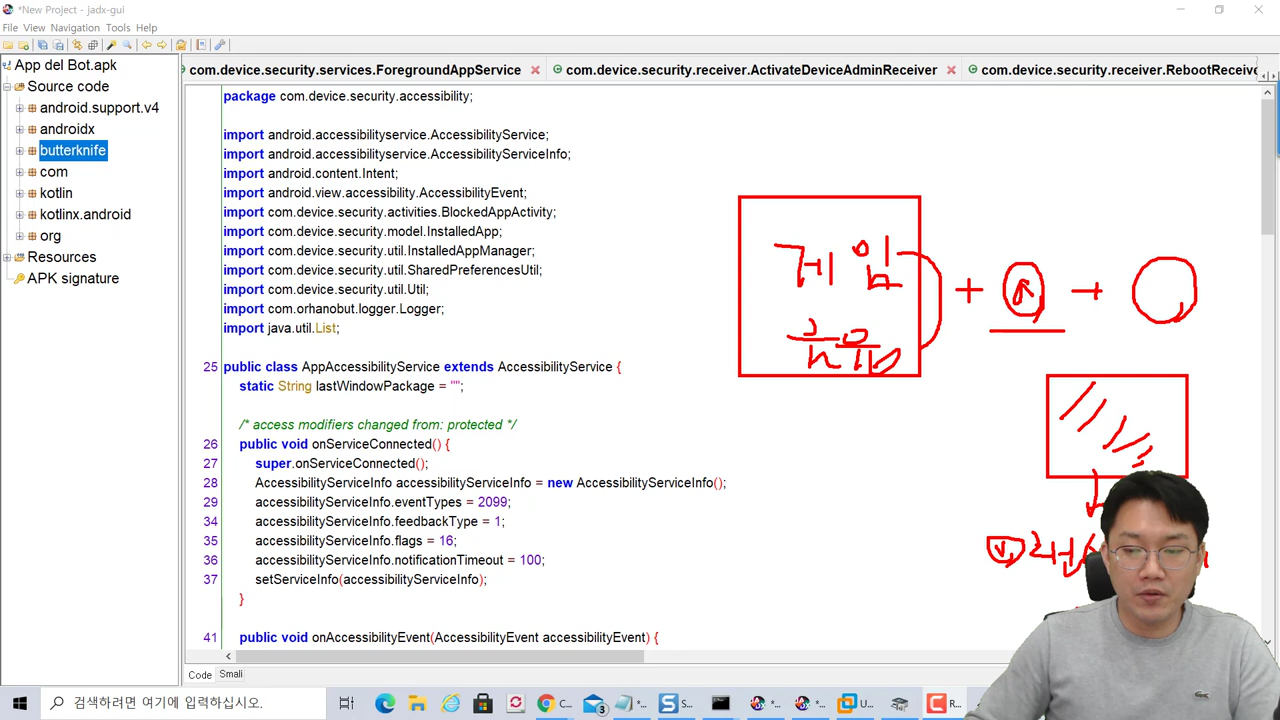 *New Project - jadx-gui
File View Navigation Tools Help
App del Bot.apk
Source code
android.support.v4
androidx
butterknife
com
kotlin
kotlinx.android
org
Resources
APK signature
com.device.security.services.ForegroundAppService
com.device.security.receiver.ActivateDeviceAdminReceiver
com.device.security.receiver.RebootReceive
package com.device.security.accessibility;
import android.accessibilityservice.AccessibilityService;
import android.accessibilityservice.AccessibilityServiceInfo;
import android.content.Intent;
import android.view.accessibility.AccessibilityEvent;
import com.device.security.activities.BlockedAppActivity;
import com.device.security.model.InstalledApp;
import com.device.security.util.InstalledAppManager;
import com.device.security.util.SharedPreferencesUtil;
import com.device.security.util.Util;
import com.orhanobut.logger.Logger;
import java.util.List;
25 public class AppAccessibilityService extends AccessibilityService {
static String lastWindowPackage = "";
/* access modifiers changed from: protected */
26 public void onServiceConnected() {
27 super.onServiceConnected();
28 AccessibilityServiceInfo accessibilityServiceInfo = new AccessibilityServiceInfo();
29 accessibilityServiceInfo.eventTypes = 2099;
34 accessibilityServiceInfo.feedbackType = 1;
35 accessibilityServiceInfo.flags = 16;
36 accessibilityServiceInfo.notificationTimeout = 100;
37 setServiceInfo(accessibilityServiceInfo);
}
41 public void onAccessibilityEvent(AccessibilityEvent accessibilityEvent) {
게임
+ +
Code Smali
검색하려면 여기에 입력하십시오.
C...
3
*...
S...
*...
*...
U...
R...